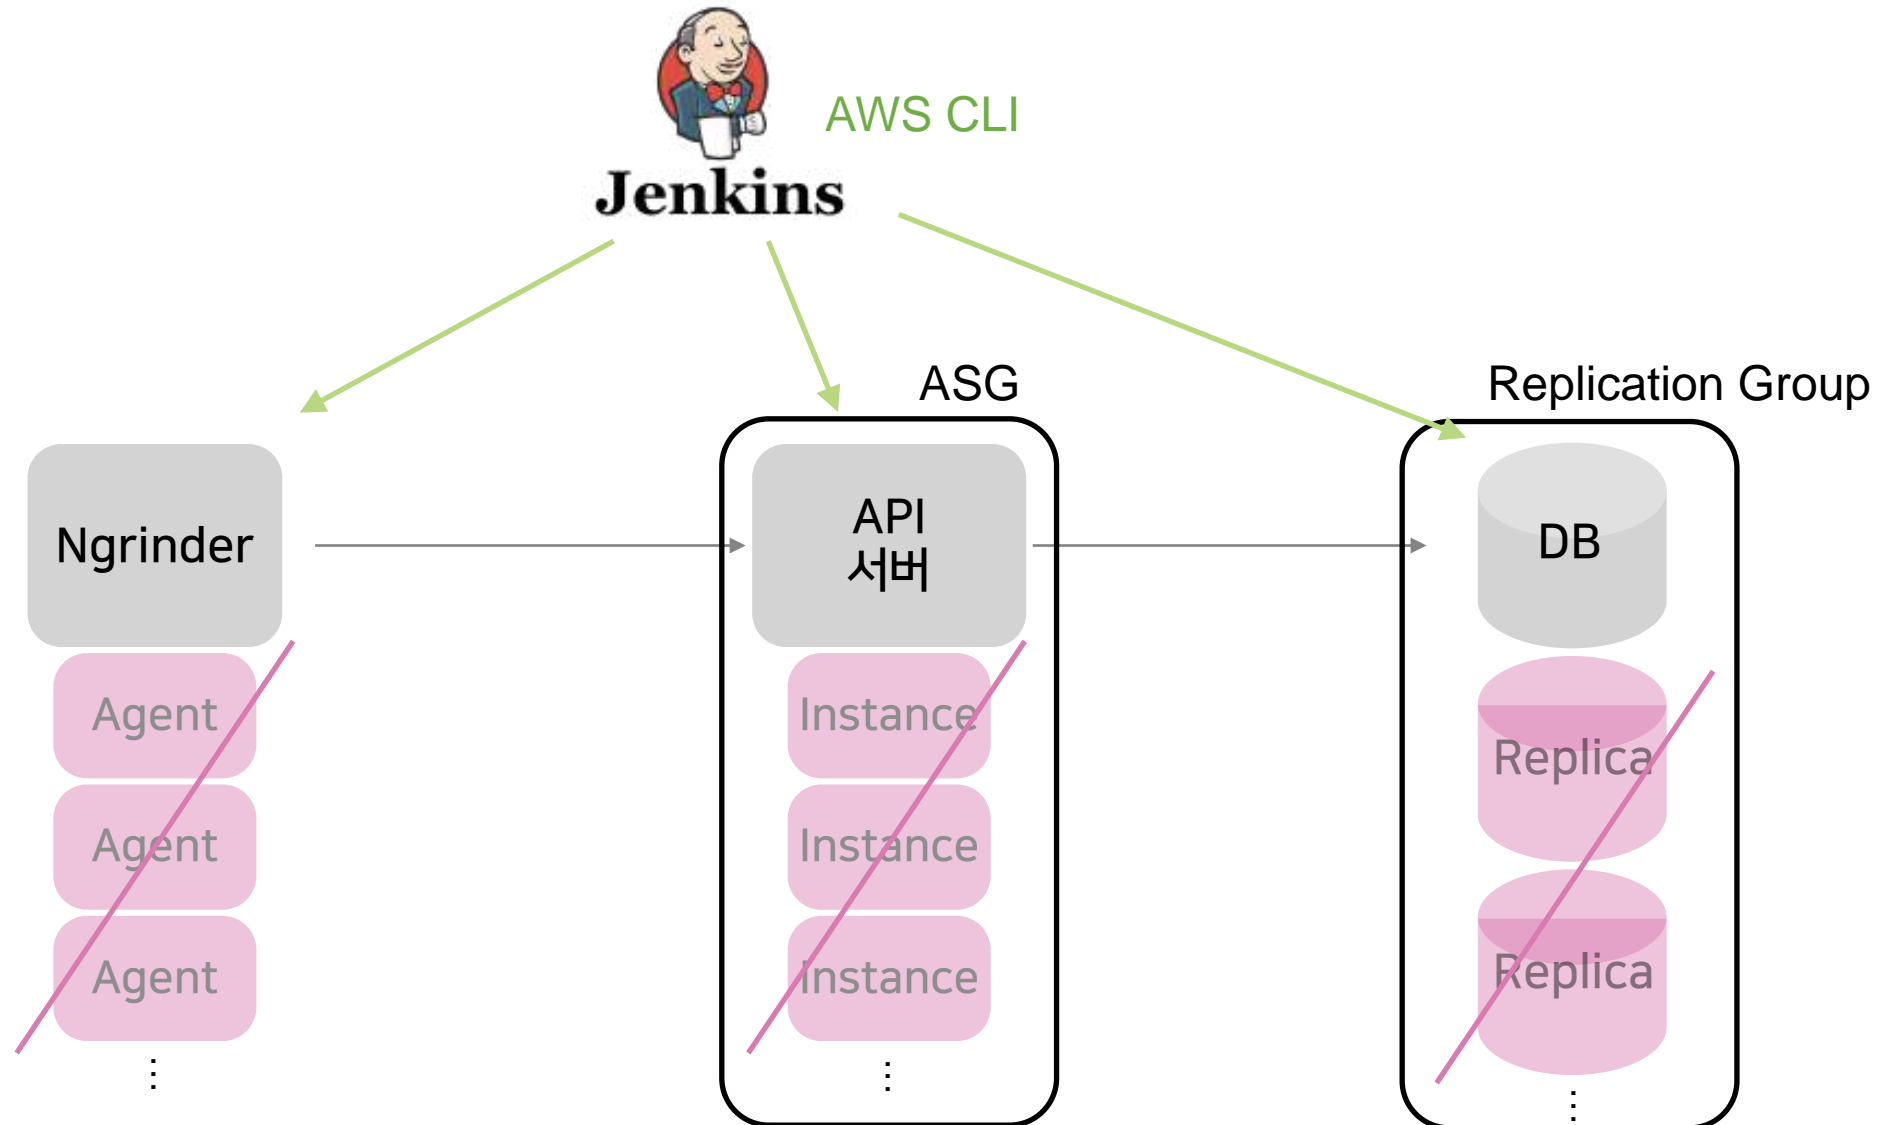 AWS CLI
Jenkins
ASG
Replication Group
Ngrinder
API
서버
DB
Agent
Instance
Replica
Agent
Instance
Agent
Instance
Replica